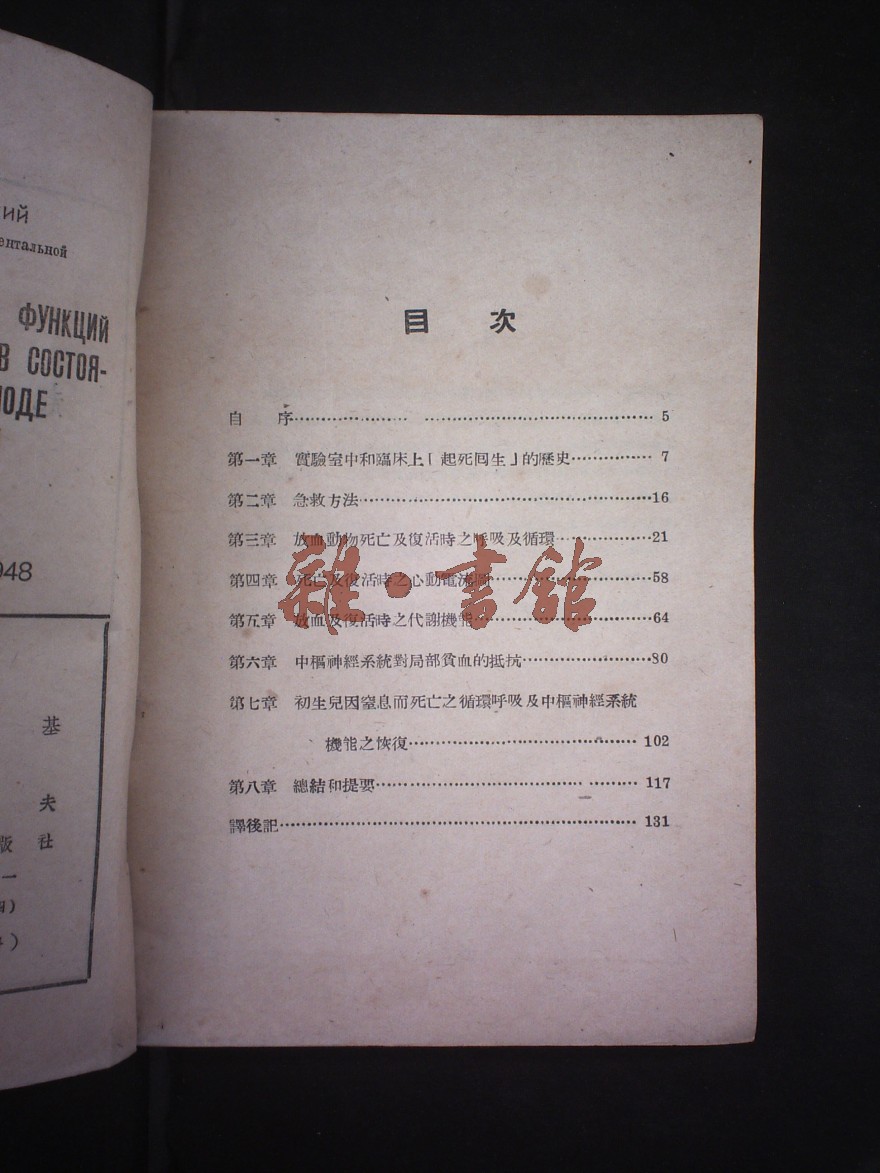 ий
ентальной
ФУНКЦИЙ
В СОСТОЯ-
ИОДЕ
948
基
夫
版 社
一
目 次
自 序 5
第一章 實驗室中和臨床上「起死回生」的歷史 7
第二章 急救方法 16
第三章 放血動物死亡及復活時之呼吸及循環 21
第四章 死亡及復活時之心動電流圖 58
第五章 放血及復活時之代謝機能 64
第六章 中樞神經系統對局部貧血的抵抗 80
第七章 初生兒因窒息而死亡之循環呼吸及中樞神經系統
機能之恢復 102
第八章 總結和提要 117
譯後記 131
雜·書館